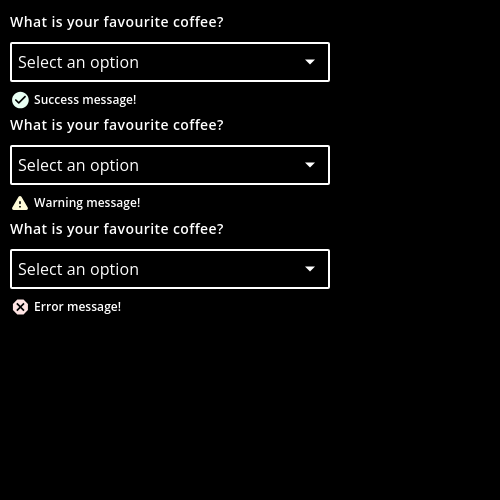 What is your favourite coffee?
Select an option
Success message!
What is your favourite coffee?
Select an option
Warning message!
What is your favourite coffee?
Select an option
Error message!